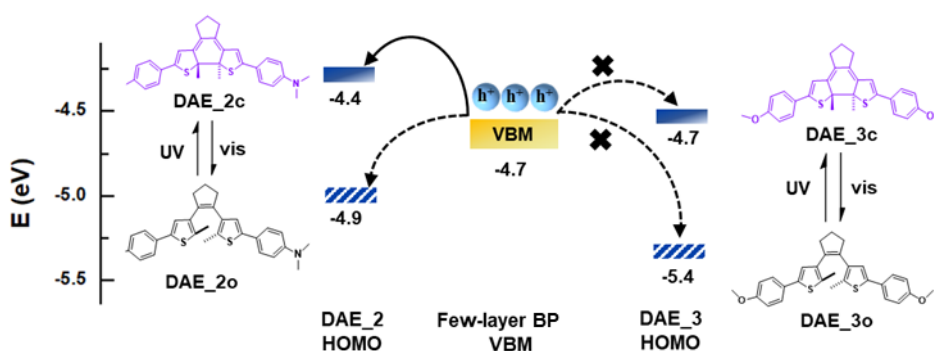 E (eV)
-4.5
-5.0
-5.5
S
S
N
DAE_2c
UV
vis
S
S
N
DAE_2o
-4.4
-4.9
h+ h+ h+
VBM
-4.7
-4.7
-5.4
DAE_2
HOMO
Few-layer BP
VBM
DAE_3
HOMO
O
S
S
O
DAE_3c
UV
vis
O
S
S
O
DAE_3o